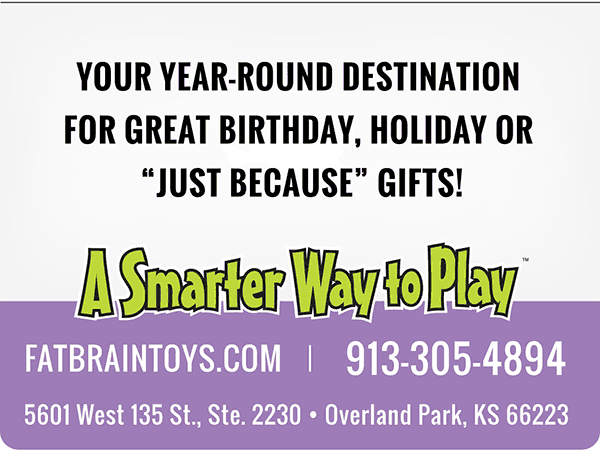 YOUR YEAR-ROUND DESTINATION
FOR GREAT BIRTHDAY, HOLIDAY OR
“JUST BECAUSE” GIFTS!
A Smarter Way to Play™
FATBRAINTOYS.COM | 913-305-4894
5601 West 135 St., Ste. 2230 • Overland Park, KS 66223